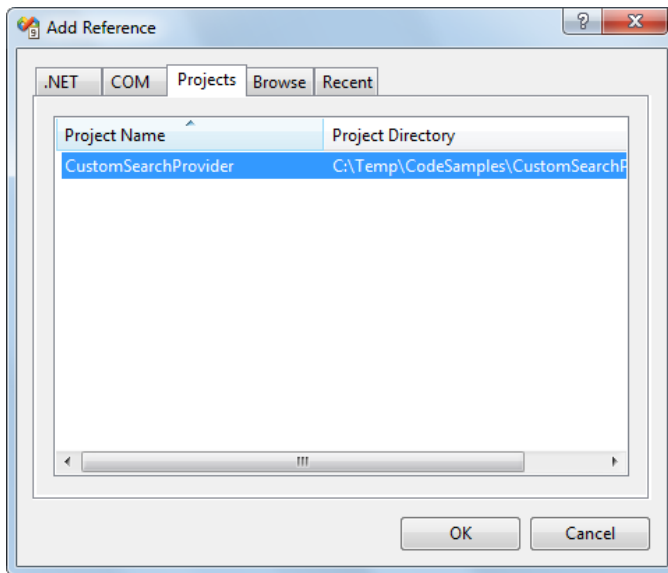 Add Reference
.NET COM Projects Browse Recent
Project Name Project Directory
CustomSearchProvider C:\Temp\CodeSamples\CustomSearchP
OK Cancel